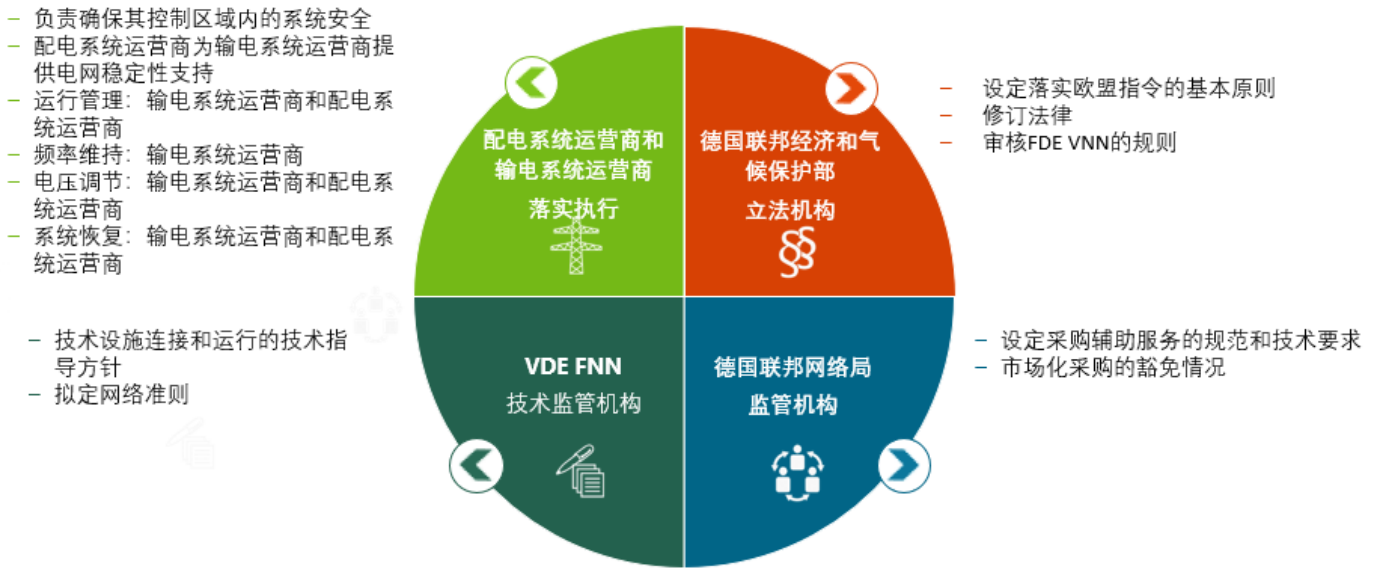 – 负责确保其控制区域内的系统安全
– 配电系统运营商为输电系统运营商提
供电网稳定性支持
– 运行管理：输电系统运营商和配电系
统运营商
– 频率维持：输电系统运营商
– 电压调节：输电系统运营商和配电系
统运营商
– 系统恢复：输电系统运营商和配电系
统运营商
配电系统运营商和
输电系统运营商
落实执行
德国联邦经济和气
候保护部
立法机构
§§
– 设定落实欧盟指令的基本原则
– 修订法律
– 审核FDE VNN的规则
– 技术设施连接和运行的技术指
导方针
– 拟定网络准则
VDE FNN
技术监管机构
德国联邦网络局
监管机构
– 设定采购辅助服务的规范和技术要求
– 市场化采购的豁免情况